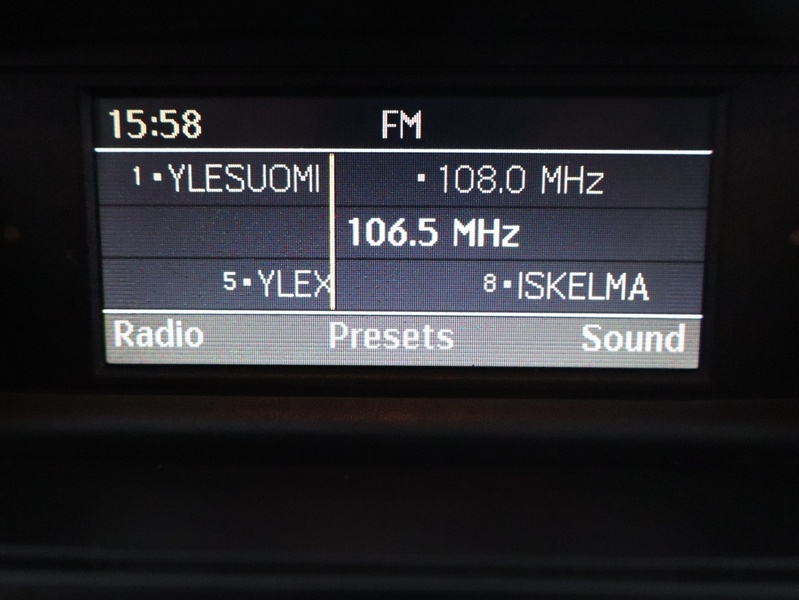 15:58 FM
1 ▪ YLESUOMI ▪ 108.0 MHz
106.5 MHz
5 ▪ YLEX 8 ▪ ISKELMA
Radio Presets Sound